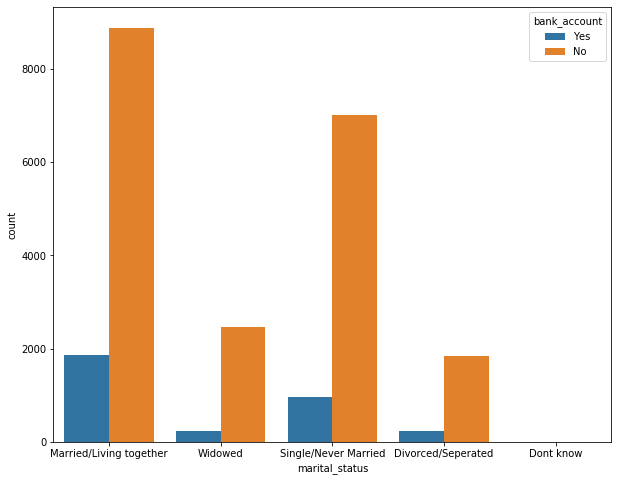 bank_account
Yes
No
8000
6000
4000
2000
0
count
Married/Living together
Widowed
Single/Never Married
Divorced/Seperated
Dont know
marital_status